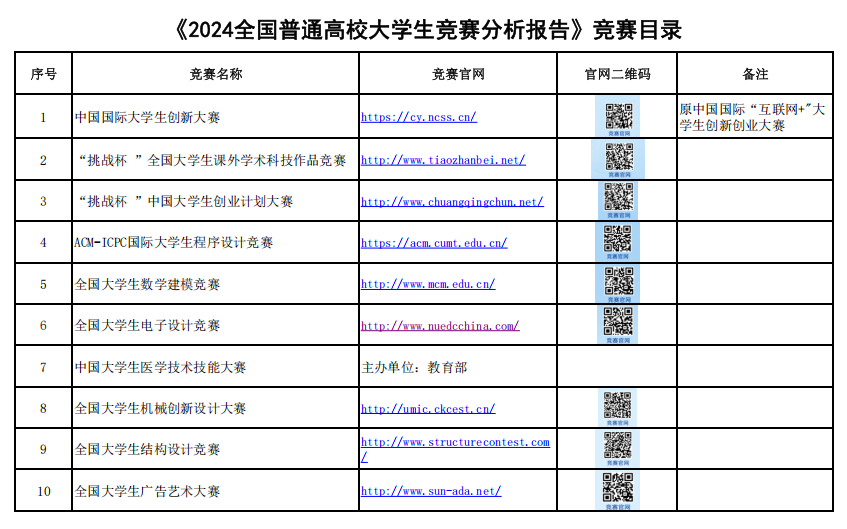 《2024全国普通高校大学生竞赛分析报告》竞赛目录
序号 竞赛名称 竞赛官网 官网二维码 备注
1 中国国际大学生创新大赛 https://cy.ncss.cn/ 竞赛官网 原中国国际“互联网+”大
学生创新创业大赛
2 “挑战杯 ”全国大学生课外学术科技作品竞赛 http://www.tiaozhanbei.net/ 竞赛官网
3 “挑战杯 ”中国大学生创业计划大赛 http://www.chuangqingchun.net/ 竞赛官网
4 ACM-ICPC国际大学生程序设计竞赛 https://acm.cumt.edu.cn/ 竞赛官网
5 全国大学生数学建模竞赛 http://www.mcm.edu.cn/ 竞赛官网
6 全国大学生电子设计竞赛 http://www.nuedcchina.com/ 竞赛官网
7 中国大学生医学技术技能大赛 主办单位：教育部
8 全国大学生机械创新设计大赛 http://umic.ckcest.cn/ 竞赛官网
9 全国大学生结构设计竞赛 http://www.structurecontest.com
/ 竞赛官网
10 全国大学生广告艺术大赛 http://www.sun-ada.net/ 竞赛官网